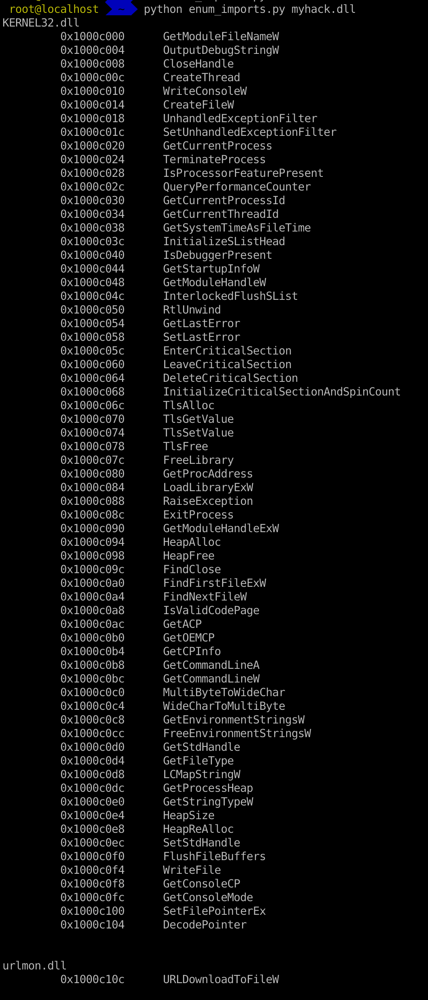 root@localhost ~ python enum_imports.py myhack.dll
KERNEL32.dll
0x1000c000 GetModuleFileNameW
0x1000c004 OutputDebugStringW
0x1000c008 CloseHandle
0x1000c00c CreateThread
0x1000c010 WriteConsoleW
0x1000c014 CreateFileW
0x1000c018 UnhandledExceptionFilter
0x1000c01c SetUnhandledExceptionFilter
0x1000c020 GetCurrentProcess
0x1000c024 TerminateProcess
0x1000c028 IsProcessorFeaturePresent
0x1000c02c QueryPerformanceCounter
0x1000c030 GetCurrentProcessId
0x1000c034 GetCurrentThreadId
0x1000c038 GetSystemTimeAsFileTime
0x1000c03c InitializeSListHead
0x1000c040 IsDebuggerPresent
0x1000c044 GetStartupInfoW
0x1000c048 GetModuleHandleW
0x1000c04c InterlockedFlushSList
0x1000c050 RtlUnwind
0x1000c054 GetLastError
0x1000c058 SetLastError
0x1000c05c EnterCriticalSection
0x1000c060 LeaveCriticalSection
0x1000c064 DeleteCriticalSection
0x1000c068 InitializeCriticalSectionAndSpinCount
0x1000c06c TlsAlloc
0x1000c070 TlsGetValue
0x1000c074 TlsSetValue
0x1000c078 TlsFree
0x1000c07c FreeLibrary
0x1000c080 GetProcAddress
0x1000c084 LoadLibraryExW
0x1000c088 RaiseException
0x1000c08c ExitProcess
0x1000c090 GetModuleHandleExW
0x1000c094 HeapAlloc
0x1000c098 HeapFree
0x1000c09c FindClose
0x1000c0a0 FindFirstFileExW
0x1000c0a4 FindNextFileW
0x1000c0a8 IsValidCodePage
0x1000c0ac GetACP
0x1000c0b0 GetOEMCP
0x1000c0b4 GetCPInfo
0x1000c0b8 GetCommandLineA
0x1000c0bc GetCommandLineW
0x1000c0c0 MultiByteToWideChar
0x1000c0c4 WideCharToMultiByte
0x1000c0c8 GetEnvironmentStringsW
0x1000c0cc FreeEnvironmentStringsW
0x1000c0d0 GetStdHandle
0x1000c0d4 GetFileType
0x1000c0d8 LCMapStringW
0x1000c0dc GetProcessHeap
0x1000c0e0 GetStringTypeW
0x1000c0e4 HeapSize
0x1000c0e8 HeapReAlloc
0x1000c0ec SetStdHandle
0x1000c0f0 FlushFileBuffers
0x1000c0f4 WriteFile
0x1000c0f8 GetConsoleCP
0x1000c0fc GetConsoleMode
0x1000c100 SetFilePointerEx
0x1000c104 DecodePointer
urlmon.dll
0x1000c10c URLDownloadToFileW